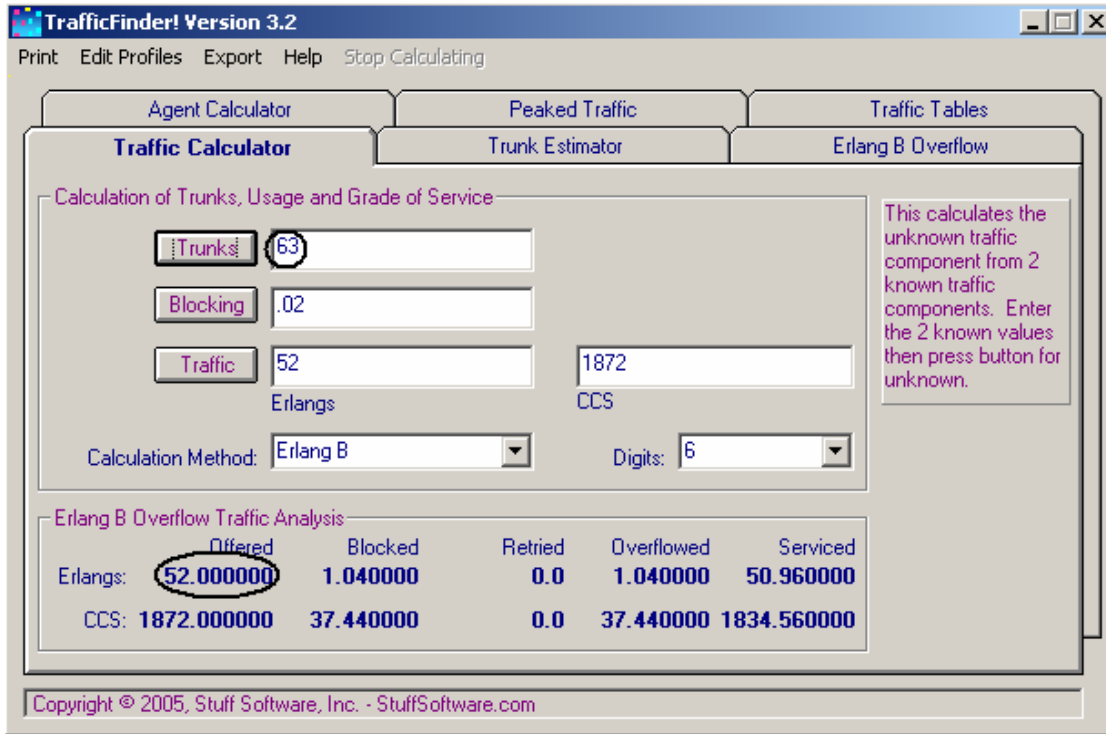 TrafficFinder! Version 3.2
Print Edit Profiles Export Help Stop Calculating
Agent Calculator Peaked Traffic Traffic Tables
Traffic Calculator Trunk Estimator Erlang B Overflow
Calculation of Trunks, Usage and Grade of Service
Trunks 63
Blocking .02
Traffic 52 1872
Erlangs CCS
Calculation Method: Erlang B Digits: 6
This calculates the
unknown traffic
component from 2
known traffic
components. Enter
the 2 known values
then press button for
unknown.
Erlang B Overflow Traffic Analysis
Offered Blocked Retried Overflowed Serviced
Erlangs: 52.000000 1.040000 0.0 1.040000 50.960000
CCS: 1872.000000 37.440000 0.0 37.440000 1834.560000
Copyright © 2005, Stuff Software, Inc. - StuffSoftware.com